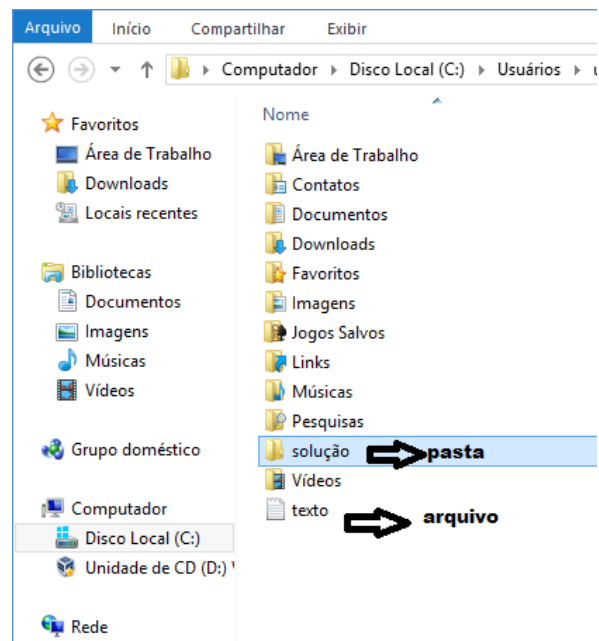 Arquivo Início Compartilhar Exibir
Computador Disco Local (C:) Usuários u
Nome
Favoritos
Área de Trabalho
Downloads
Locais recentes
Bibliotecas
Documentos
Imagens
Músicas
Vídeos
Grupo doméstico
Computador
Disco Local (C:)
Unidade de CD (D:) V
Rede
Área de Trabalho
Contatos
Documentos
Downloads
Favoritos
Imagens
Jogos Salvos
Links
Músicas
Pesquisas
solução pasta
Vídeos
texto arquivo